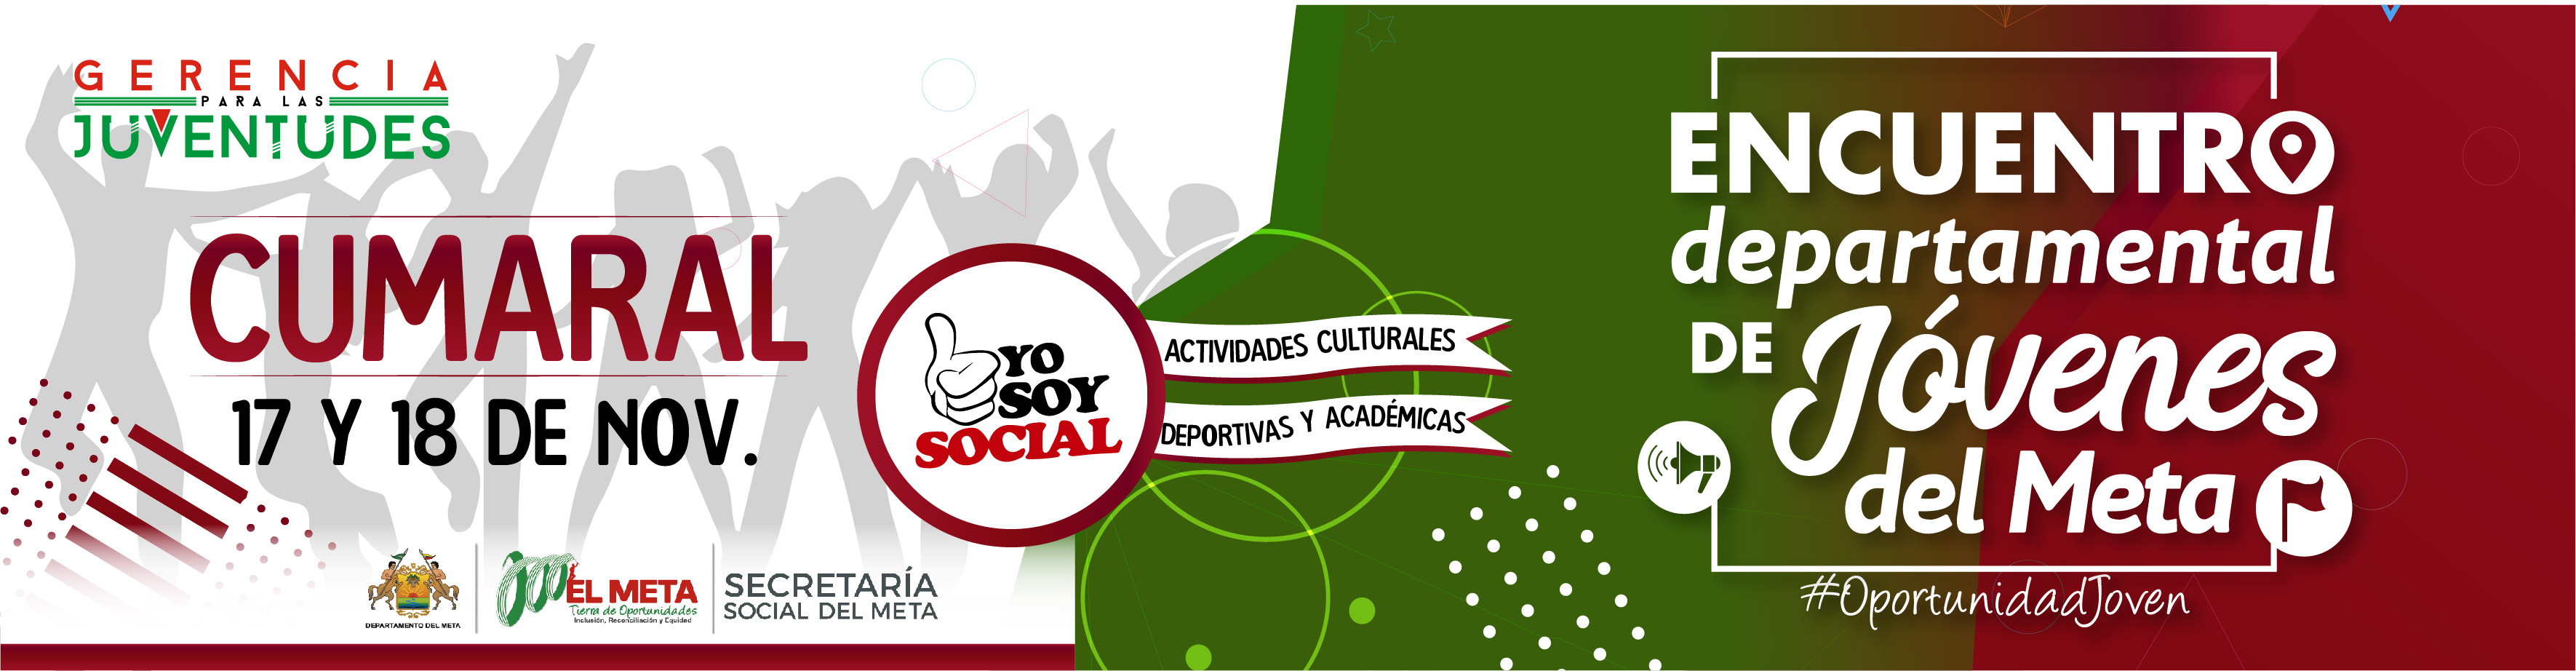 GERENCIA
PARA LAS
JUVENTUDES
CUMARAL
17 Y 18 DE NOV.
YO
SOY
SOCIAL
ACTIVIDADES CULTURALES
DEPORTIVAS Y ACADÉMICAS
ENCUENTRO
departamental
DE Jóvenes
del Meta
#OportunidadJoven
DEPARTAMENTO DEL META
EL META
Tierra de Oportunidades
Inclusión, Reconciliación y Equidad
SECRETARÍA
SOCIAL DEL META